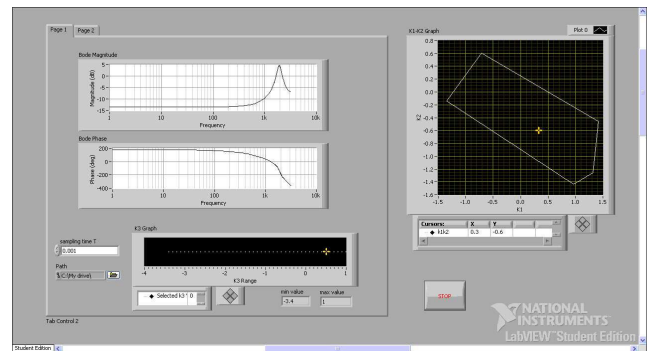 Page 1
Page 2
Bode Magnitude
Magnitude (dB)
5
0
-5
-10
-15
1
10
100
1k
10k
Frequency
Bode Phase
Phase (deg)
200
0
-200
-400
1
10
100
1k
10k
Frequency
sampling time T
0.001
Path
K3 Graph
-4
-3
-2
-1
0
1
K3 Range
Selected k3
0
min value
-3.4
max value
1
Tab Control 2
K1-K2 Graph
Plot 0
K2
0.8
0.6
0.4
0.2
0.0
-0.2
-0.4
-0.6
-0.8
-1.0
-1.2
-1.4
-1.6
-1.5
-1.0
-0.5
0.0
0.5
1.0
1.5
K1
Cursors:
X
Y
k1k2
0.3
-0.6
STOP
NATIONAL
INSTRUMENTS
LabVIEW Student Edition
Student Edition